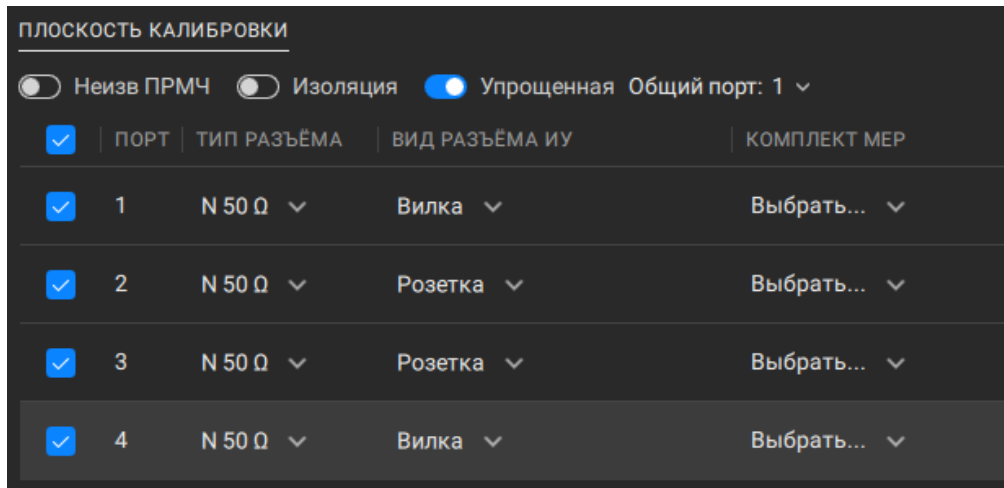 ПЛОСКОСТЬ КАЛИБРОВКИ
Неизв ПРМЧ Изоляция Упрощенная Общий порт: 1
ПОРТ ТИП РАЗЪЁМА ВИД РАЗЪЁМА ИУ КОМПЛЕКТ МЕР
1 N 50 Ω Вилка Выбрать...
2 N 50 Ω Розетка Выбрать...
3 N 50 Ω Розетка Выбрать...
4 N 50 Ω Вилка Выбрать...